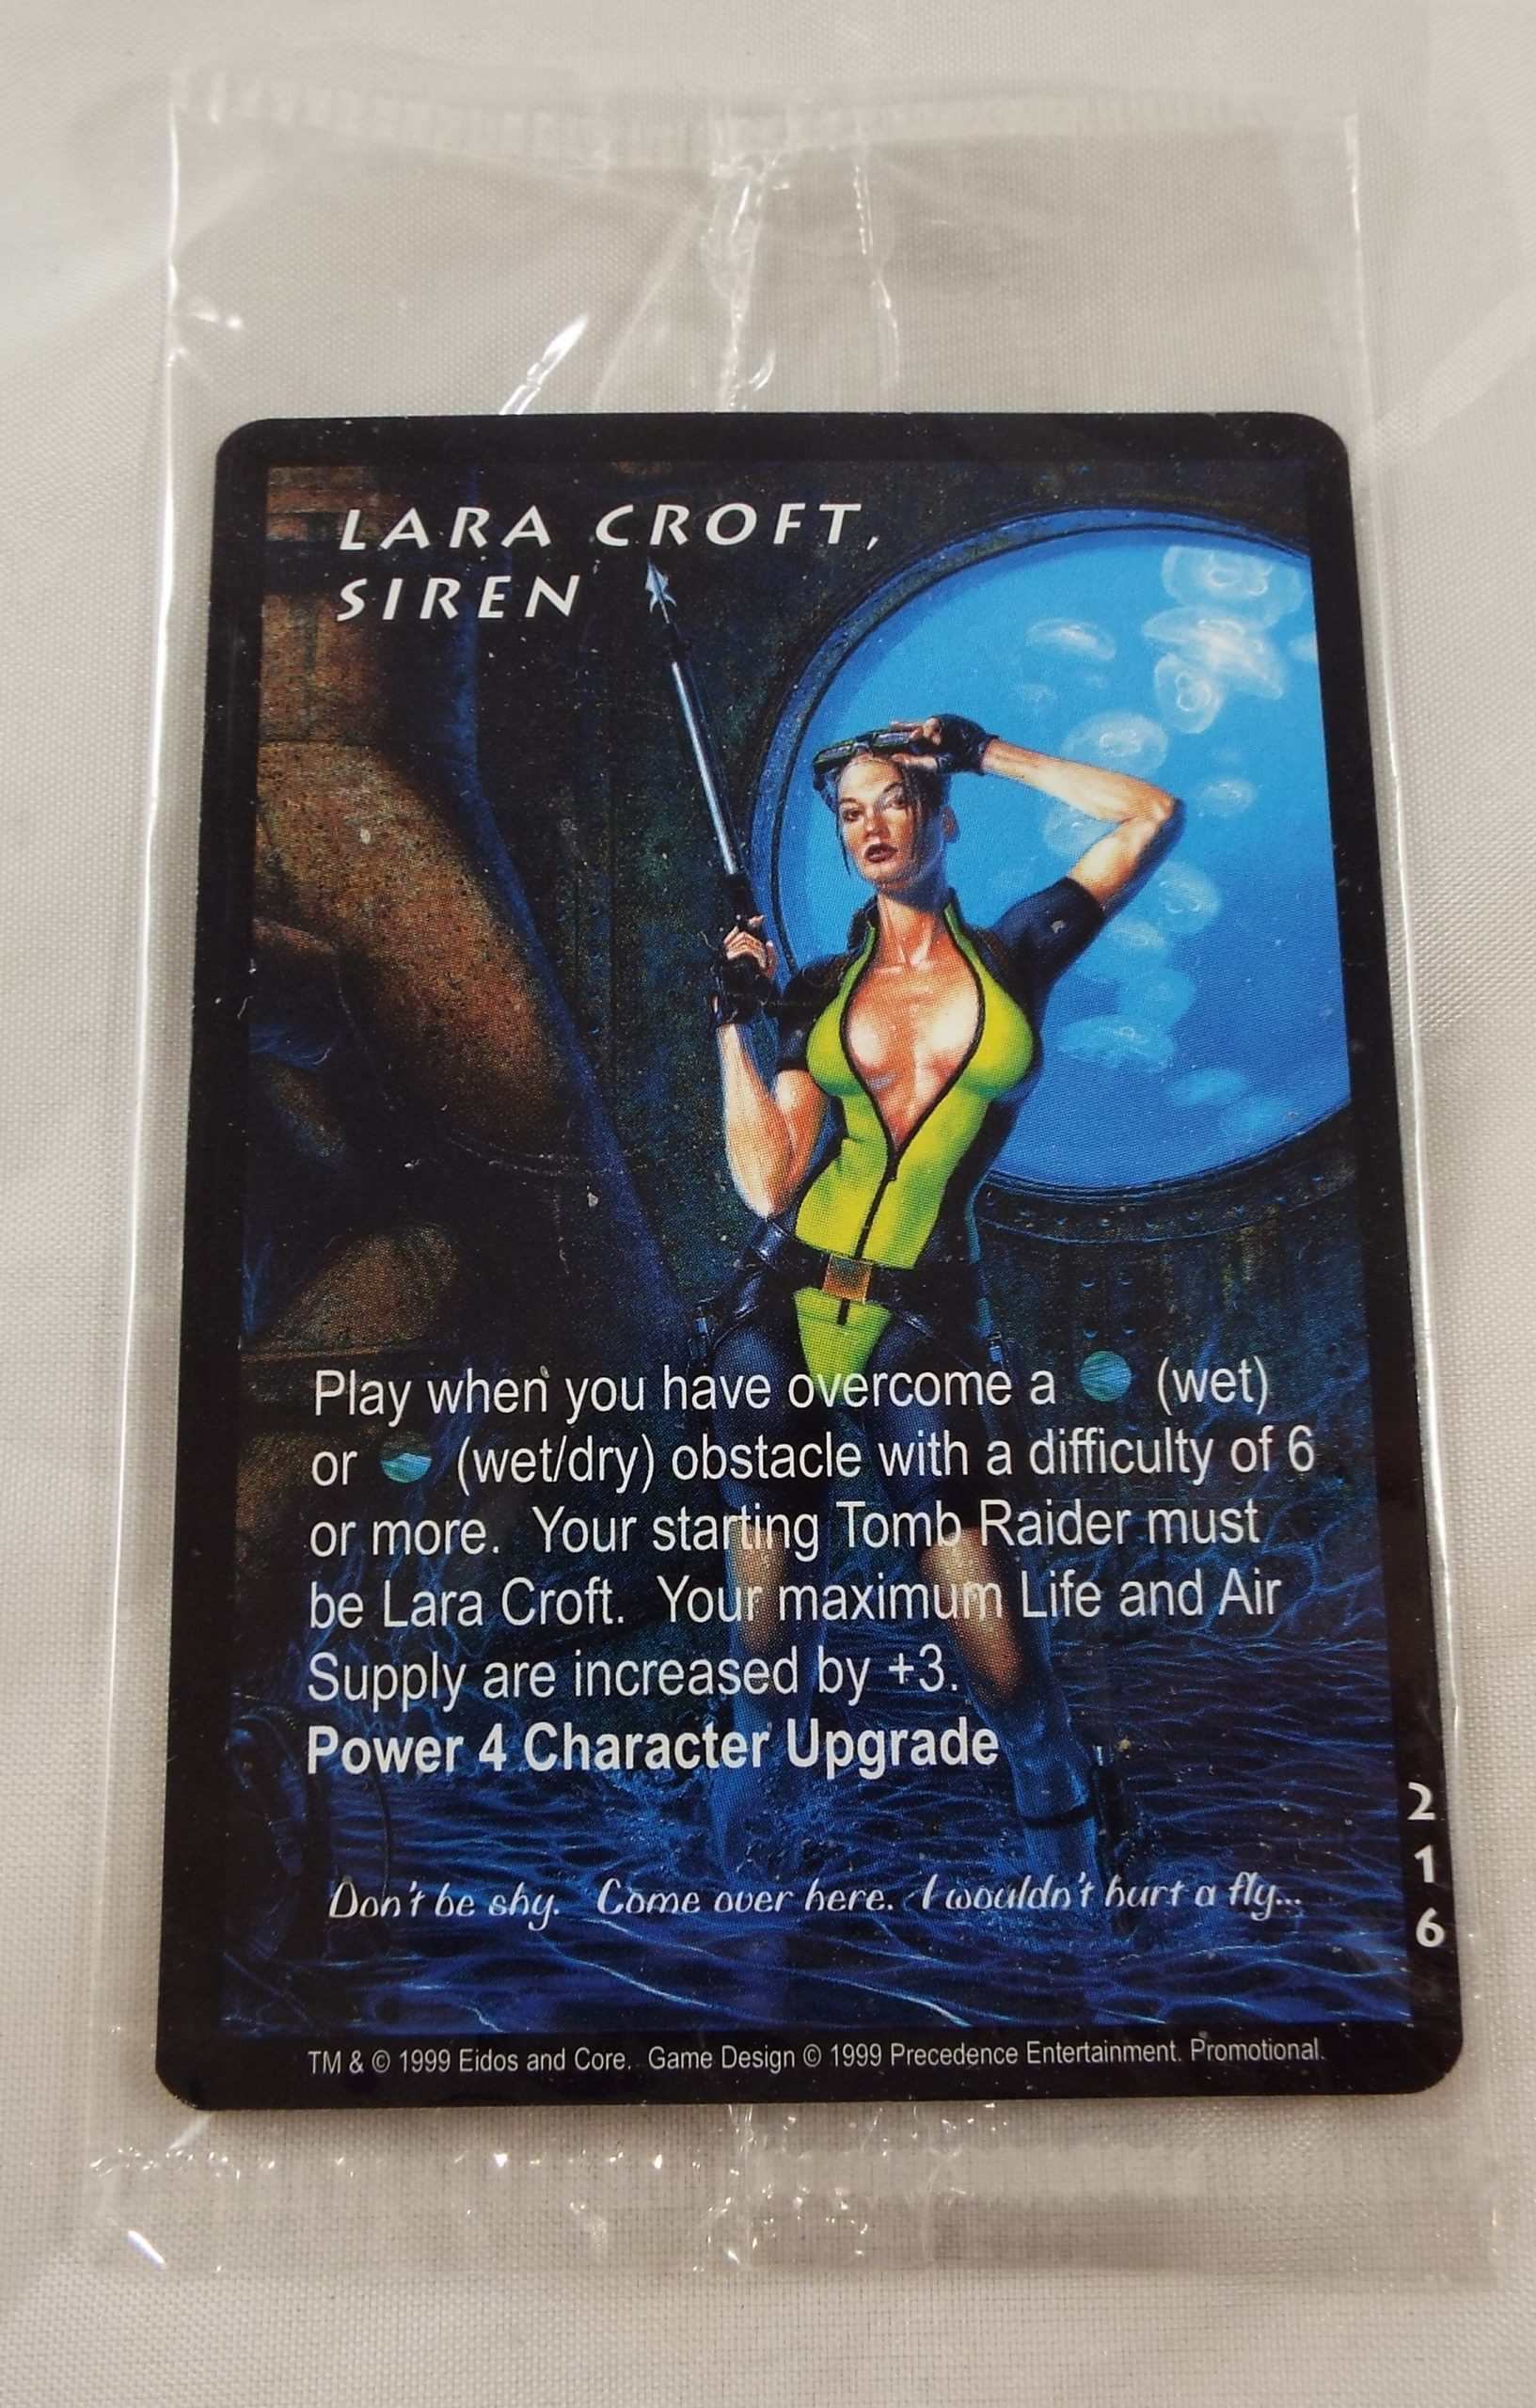 LARA CROFT,
SIREN
Play when you have overcome a (wet)
or (wet/dry) obstacle with a difficulty of 6
or more. Your starting Tomb Raider must
be Lara Croft. Your maximum Life and Air
Supply are increased by +3.
Power 4 Character Upgrade
2
1
6
Don't be shy. Come over here. I wouldn't hurt a fly...
TM & © 1999 Eidos and Core. Game Design © 1999 Precedence Entertainment. Promotional.